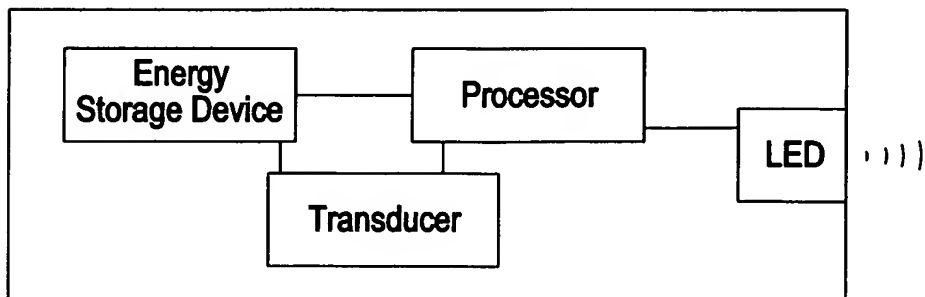 Energy
Storage Device
Processor
LED
Transducer